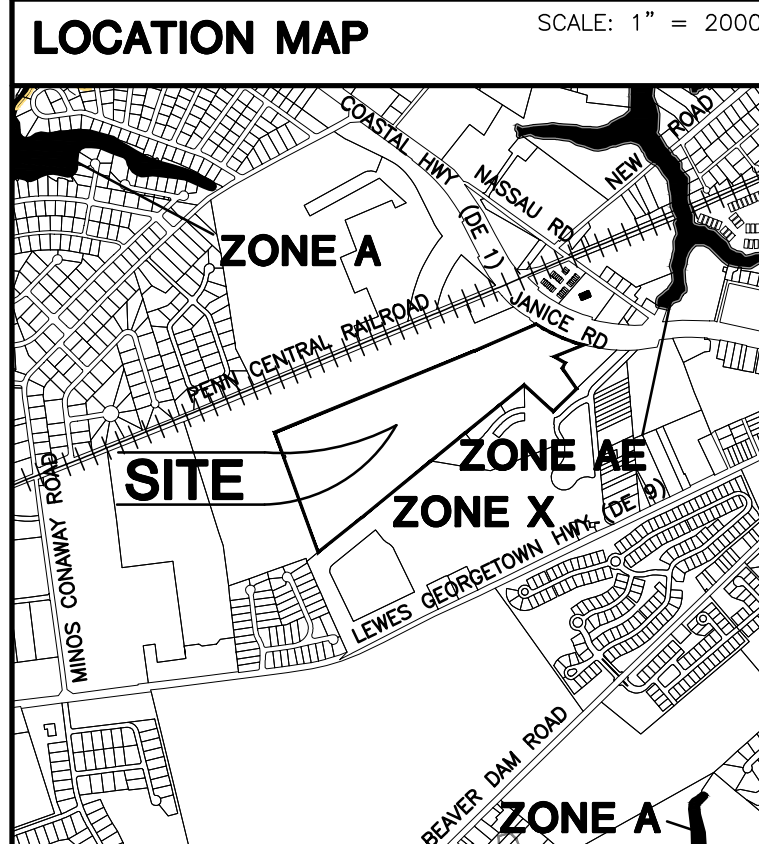 LOCATION MAP
SCALE: 1" = 2000
COASTAL HWY (DE 1)
NASSAU RD
NEW ROAD
ZONE A
JANICE RD
PENN CENTRAL RAILROAD
ZONE AE
SITE
ZONE X
MINOS CONAWAY ROAD
LEWES GEORGETOWN HWY. (DE 9)
BEAVER DAM ROAD
ZONE A